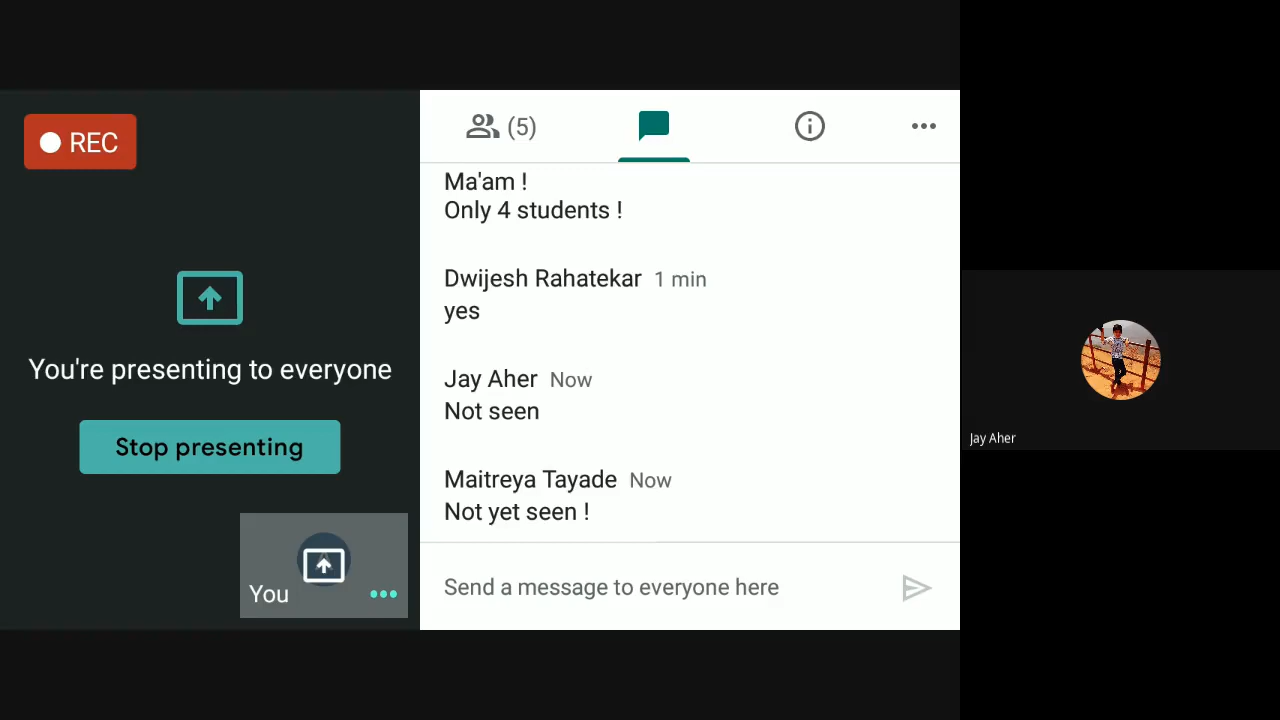 REC
You're presenting to everyone
Stop presenting
You
(5)
Ma'am !
Only 4 students !
Dwijesh Rahatekar 1 min
yes
Jay Aher Now
Not seen
Maitreya Tayade Now
Not yet seen !
Send a message to everyone here
Jay Aher